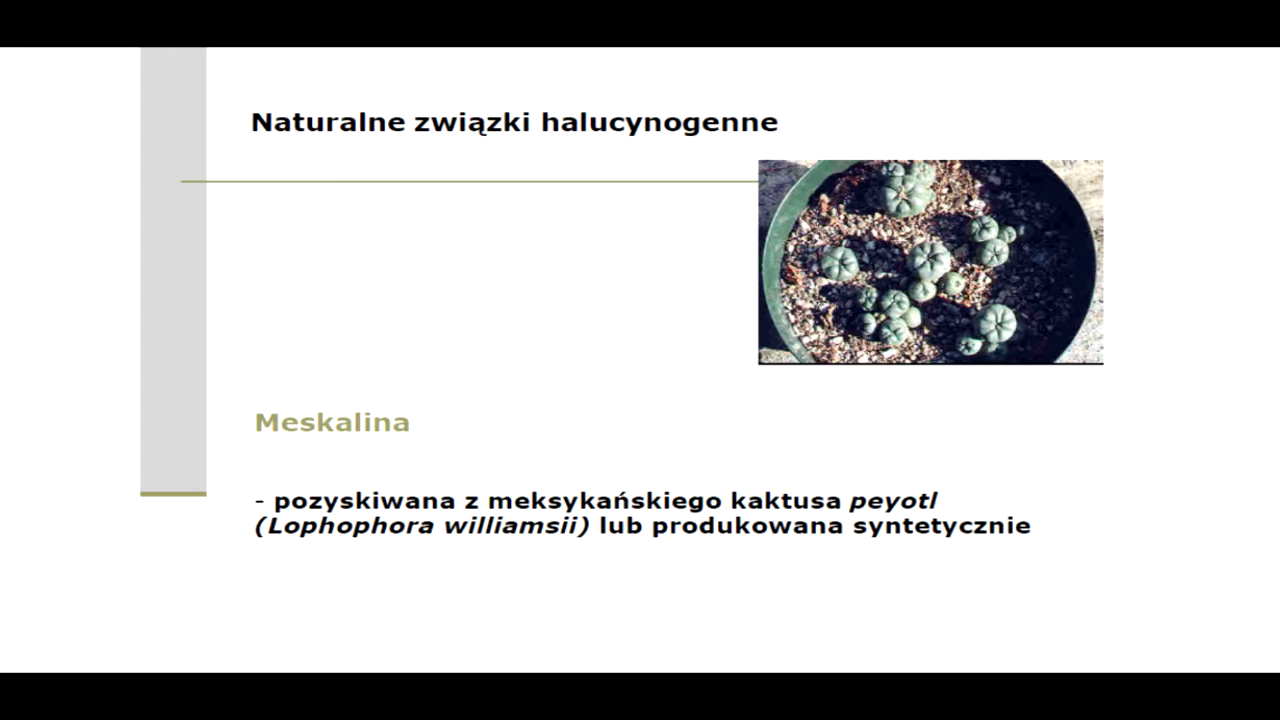 Naturalne związki halucynogenne
Meskalina
- pozyskiwana z meksykańskiego kaktusa peyotl
(Lophophora williamsii) lub produkowana syntetycznie